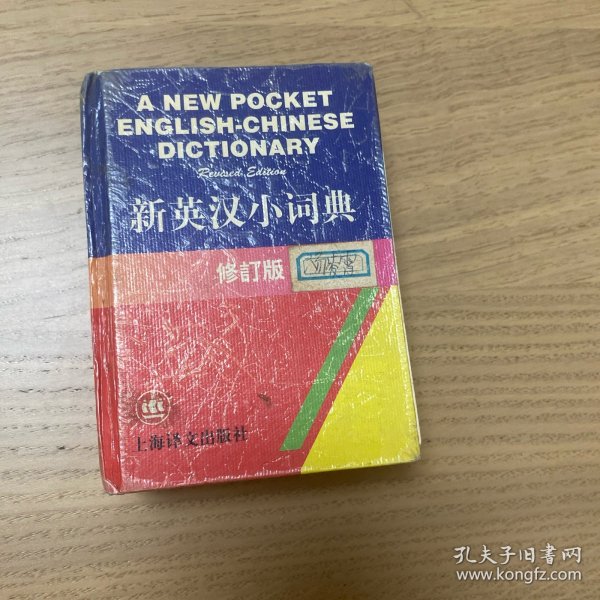 A NEW POCKET
ENGLISH-CHINESE
DICTIONARY
Revised Edition
新英汉小词典
修訂版
上海译文出版社
孔夫子旧書网
www.kongfz.com